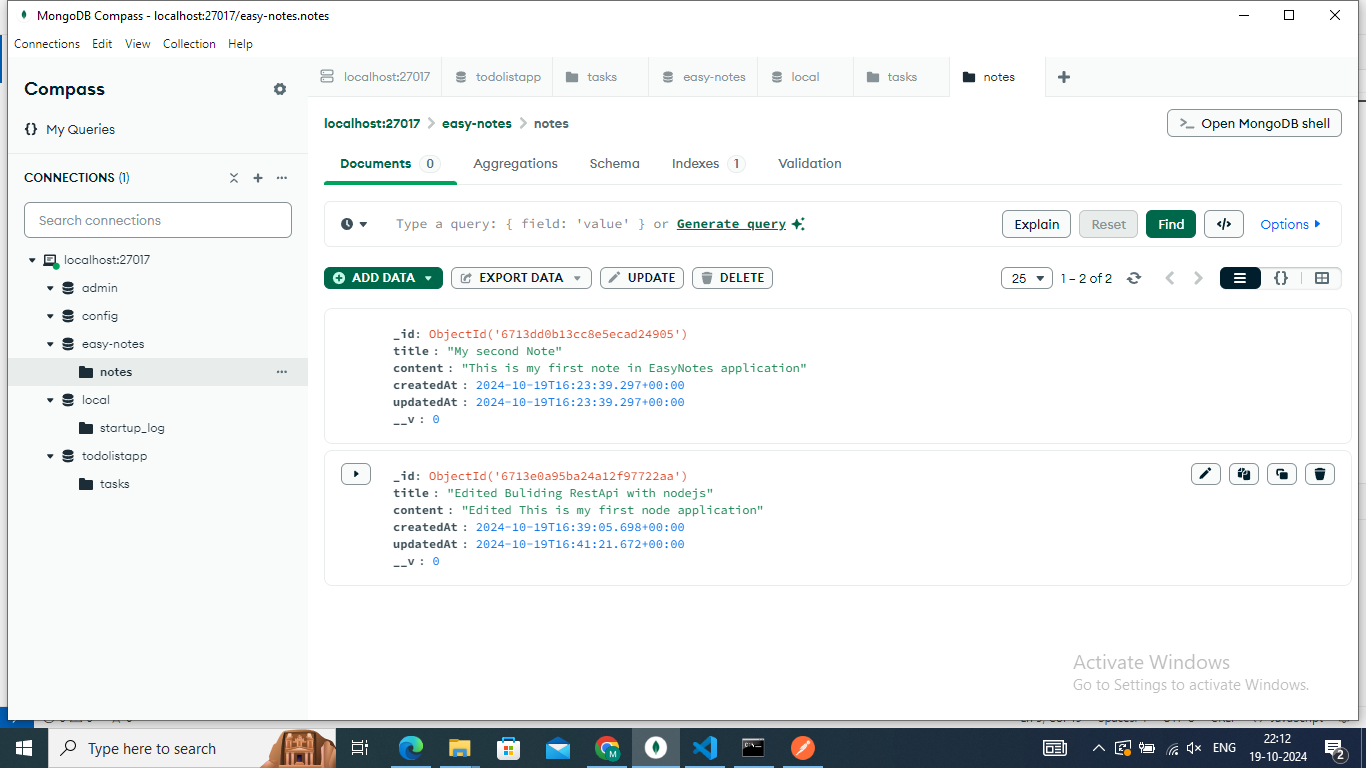 MongoDB Compass - localhost:27017/easy-notes.notes
Connections Edit View Collection Help
Compass
localhost:27017 todolistapp tasks easy-notes local tasks notes
{} My Queries
localhost:27017 easy-notes notes
>_ Open MongoDB shell
Documents 0 Aggregations Schema Indexes 1 Validation
CONNECTIONS (1)
Search connections
Type a query: { field: 'value' } or Generate query
Explain Reset Find </> Options
localhost:27017
admin
config
easy-notes
notes
local
startup_log
todolistapp
tasks
ADD DATA EXPORT DATA UPDATE DELETE
25 1 – 2 of 2 {}
_id: ObjectId('6713dd0b13cc8e5ecad24905')
title : "My second Note"
content : "This is my first note in EasyNotes application"
createdAt : 2024-10-19T16:23:39.297+00:00
updatedAt : 2024-10-19T16:23:39.297+00:00
__v : 0
_id: ObjectId('6713e0a95ba24a12f97722aa')
title : "Edited Buliding RestApi with nodejs"
content : "Edited This is my first node application"
createdAt : 2024-10-19T16:39:05.698+00:00
updatedAt : 2024-10-19T16:41:21.672+00:00
__v : 0
Activate Windows
Go to Settings to activate Windows.
Type here to search
ENG
22:12
19-10-2024
2